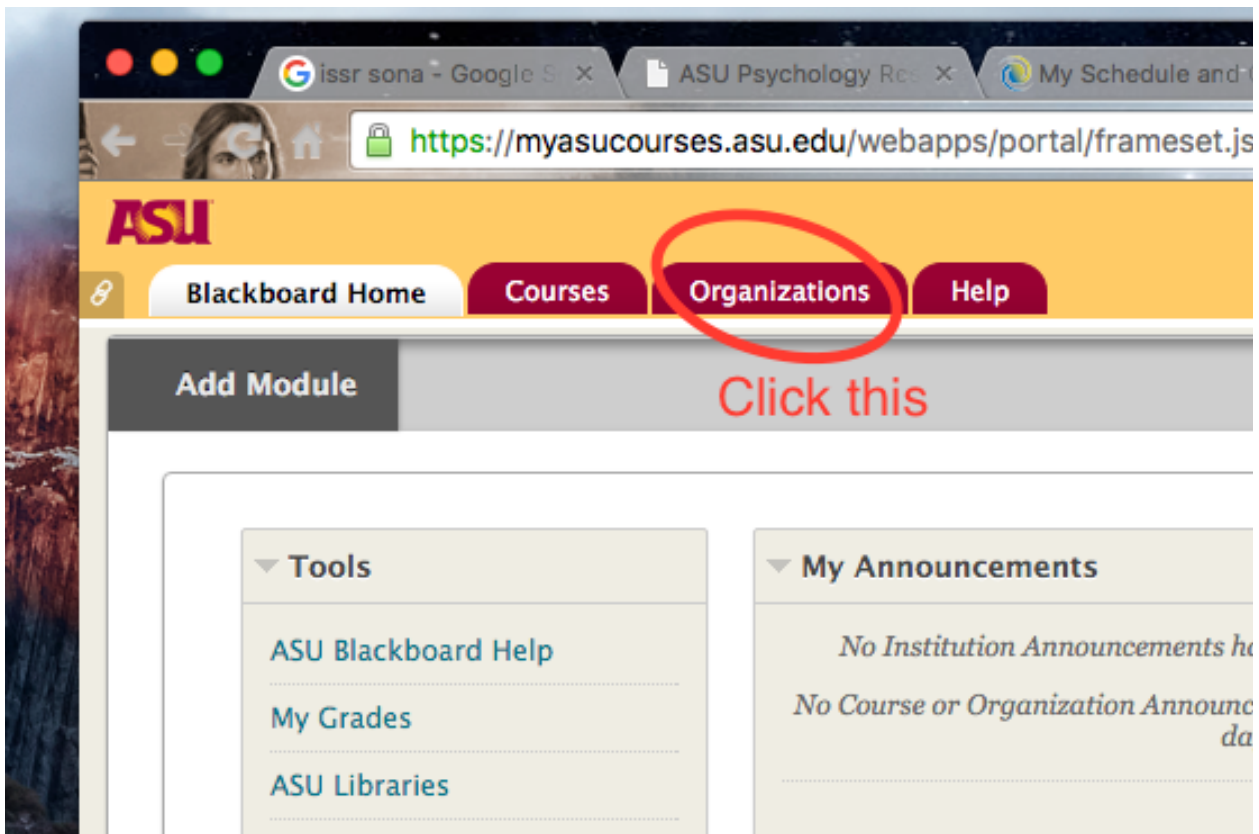 issr sona - Google S
ASU Psychology Res
My Schedule and
https://myasucourses.asu.edu/webapps/portal/frameset.js
ASU
Blackboard Home
Courses
Organizations
Help
Add Module
Click this
Tools
My Announcements
ASU Blackboard Help
No Institution Announcements ha
My Grades
No Course or Organization Announc
da
ASU Libraries